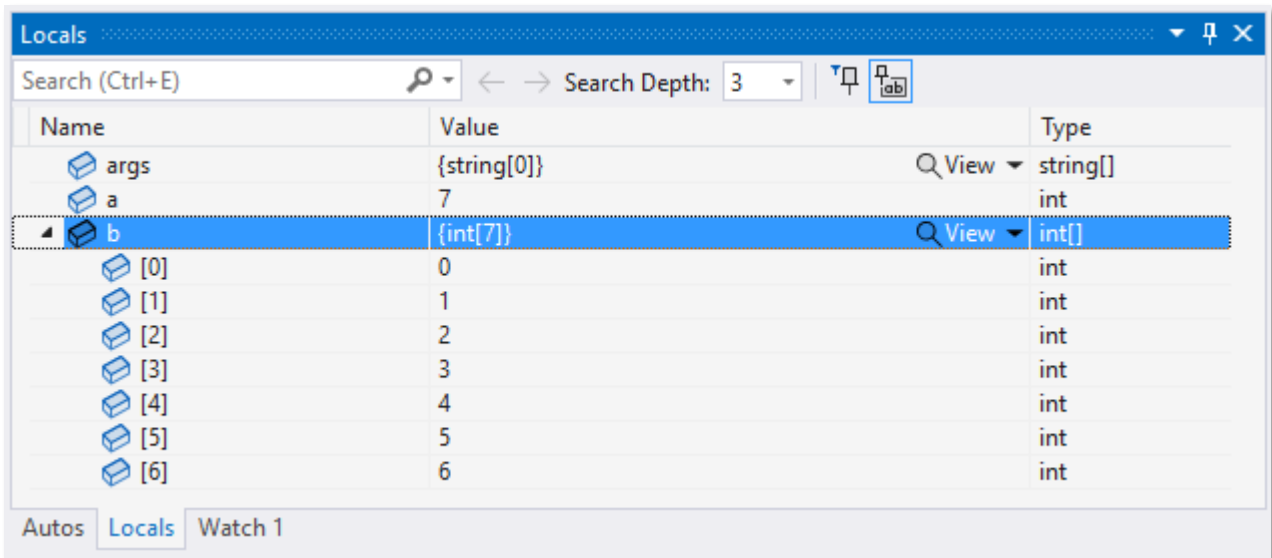 Locals
Search (Ctrl+E) Search Depth: 3 ab
Name Value Type
args {string[0]} View string[]
a 7 int
b {int[7]} View int[]
[0] 0 int
[1] 1 int
[2] 2 int
[3] 3 int
[4] 4 int
[5] 5 int
[6] 6 int
Autos Locals Watch 1